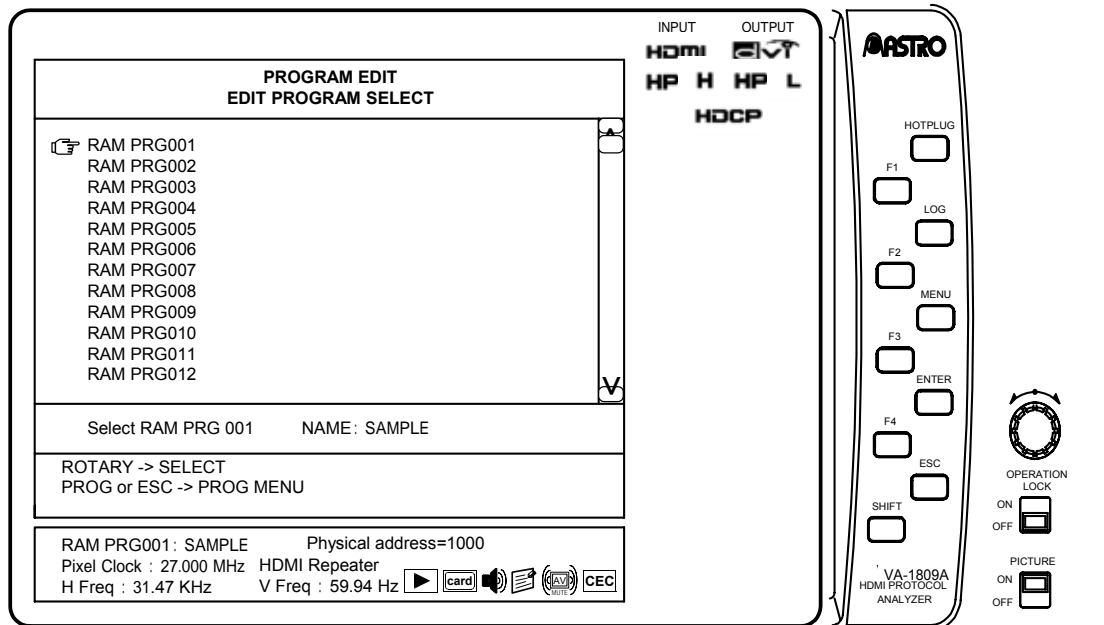 INPUT OUTPUT
HDMI DVI
HP H HP L
HDCP
PROGRAM EDIT
EDIT PROGRAM SELECT
RAM PRG001
RAM PRG002
RAM PRG003
RAM PRG004
RAM PRG005
RAM PRG006
RAM PRG007
RAM PRG008
RAM PRG009
RAM PRG010
RAM PRG011
RAM PRG012
Select RAM PRG 001 NAME: SAMPLE
ROTARY -> SELECT
PROG or ESC -> PROG MENU
RAM PRG001: SAMPLE Physical address=1000
Pixel Clock : 27.000 MHz HDMI Repeater
H Freq : 31.47 KHz V Freq : 59.94 Hz card AV MUTE CEC
ASTRO
HOTPLUG
F1
LOG
F2
MENU
F3
ENTER
F4
ESC
SHIFT
VA-1809A
HDMI PROTOCOL
ANALYZER
OPERATION
LOCK
ON
OFF
PICTURE
ON
OFF